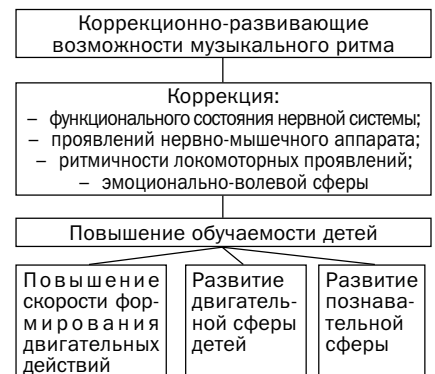 Коррекционно-развивающие
возможности музыкального ритма
Коррекция:
– функционального состояния нервной системы;
– проявлений нервно-мышечного аппарата;
– ритмичности локомоторных проявлений;
– эмоционально-волевой сферы
Повышение обучаемости детей
Повышение
скорости фор-
мирования
двигательных
действий
Развитие
двигатель-
ной сферы
детей
Развитие
познава-
тельной
сферы